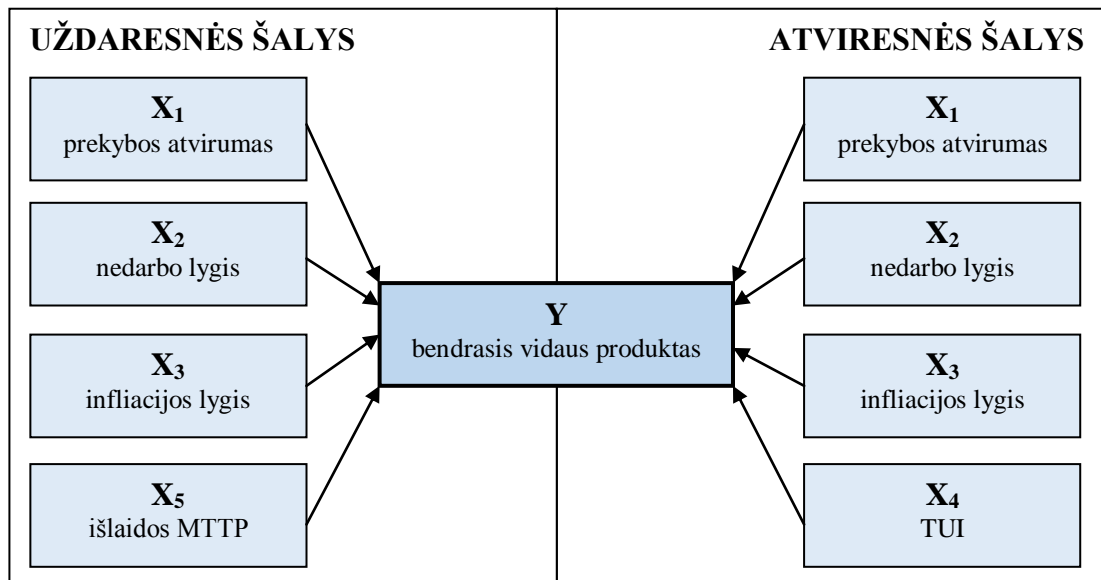 UŽDARESNĖS ŠALYS
X₁
prekybos atvirumas
X₂
nedarbo lygis
X₃
infliacijos lygis
X₅
išlaidos MTTP
Y
bendrasis vidaus produktas
ATVIRESNĖS ŠALYS
X₁
prekybos atvirumas
X₂
nedarbo lygis
X₃
infliacijos lygis
X₄
TUI